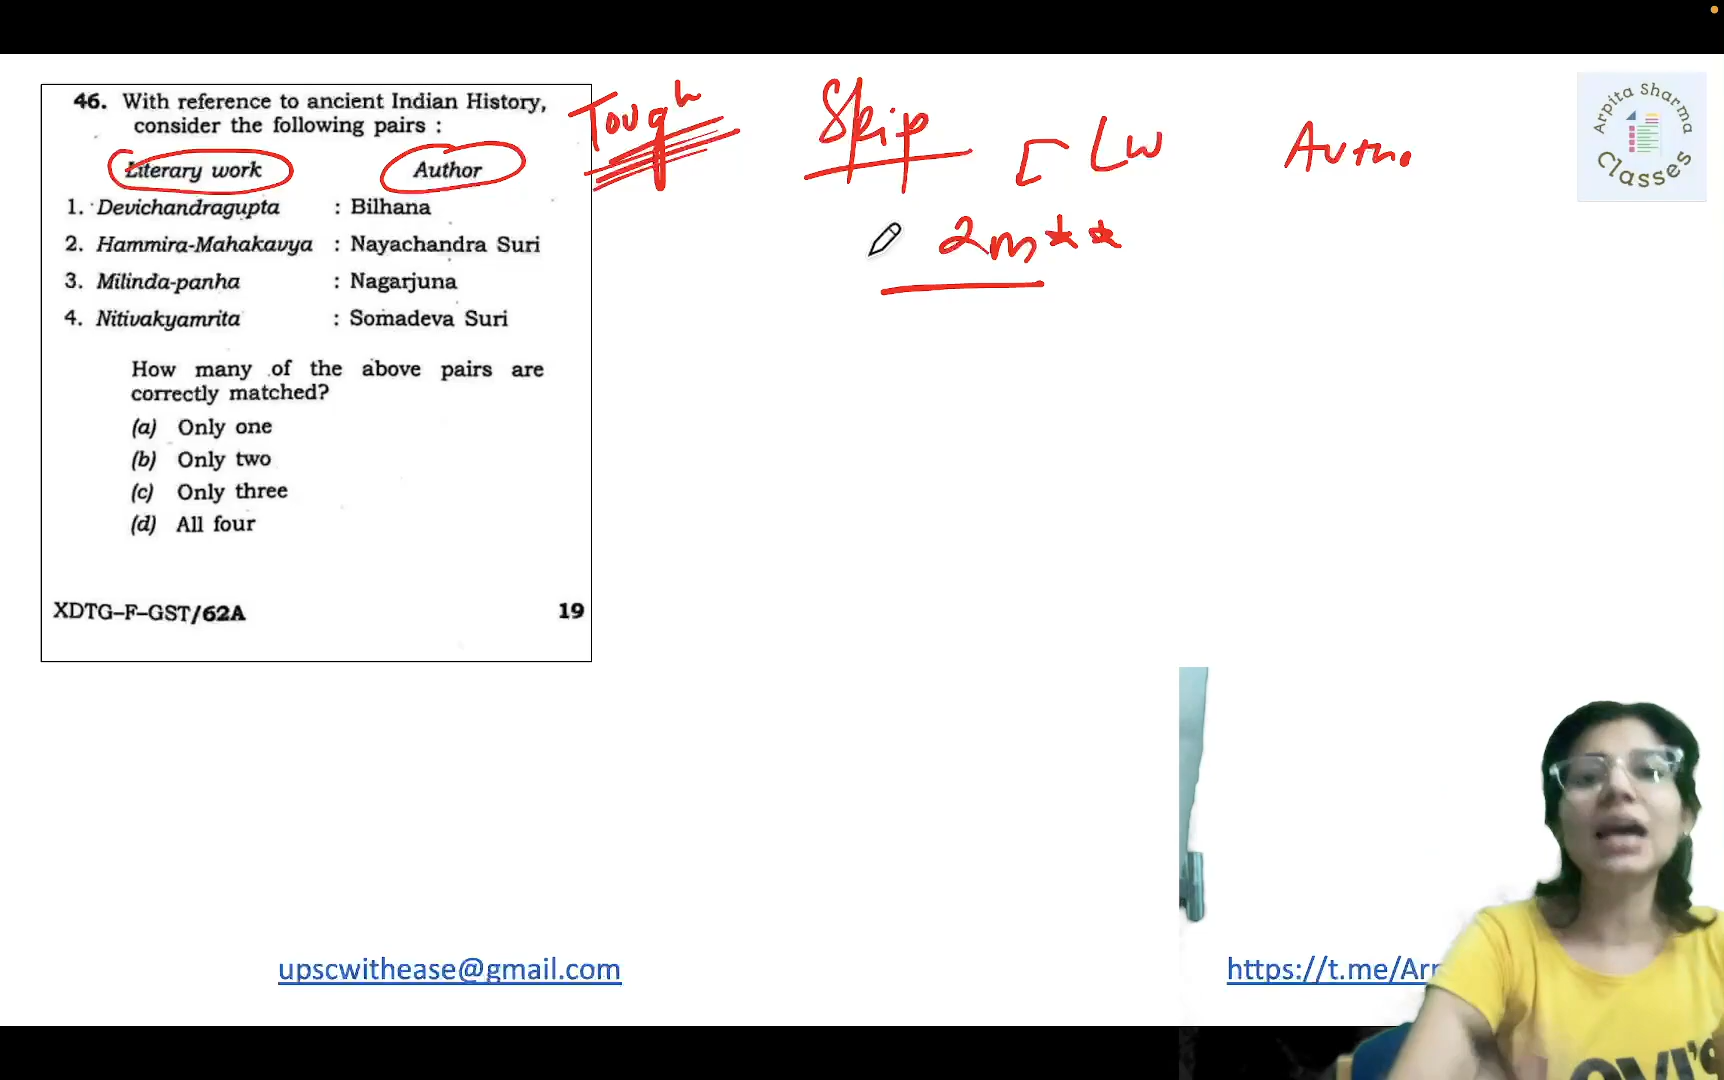 46. With reference to ancient Indian History,
consider the following pairs :
Literary work Author
1. Devichandragupta : Bilhana
2. Hammira-Mahakavya : Nayachandra Suri
3. Milinda-panha : Nagarjuna
4. Nitivakyamrita : Somadeva Suri
How many of the above pairs are
correctly matched?
(a) Only one
(b) Only two
(c) Only three
(d) All four
XDTG-F-GST/62A 19
Tough Skip [ LW Autho
2m**
Arpita Sharma
Classes
upscwithease@gmail.com
https://t.me/Arp